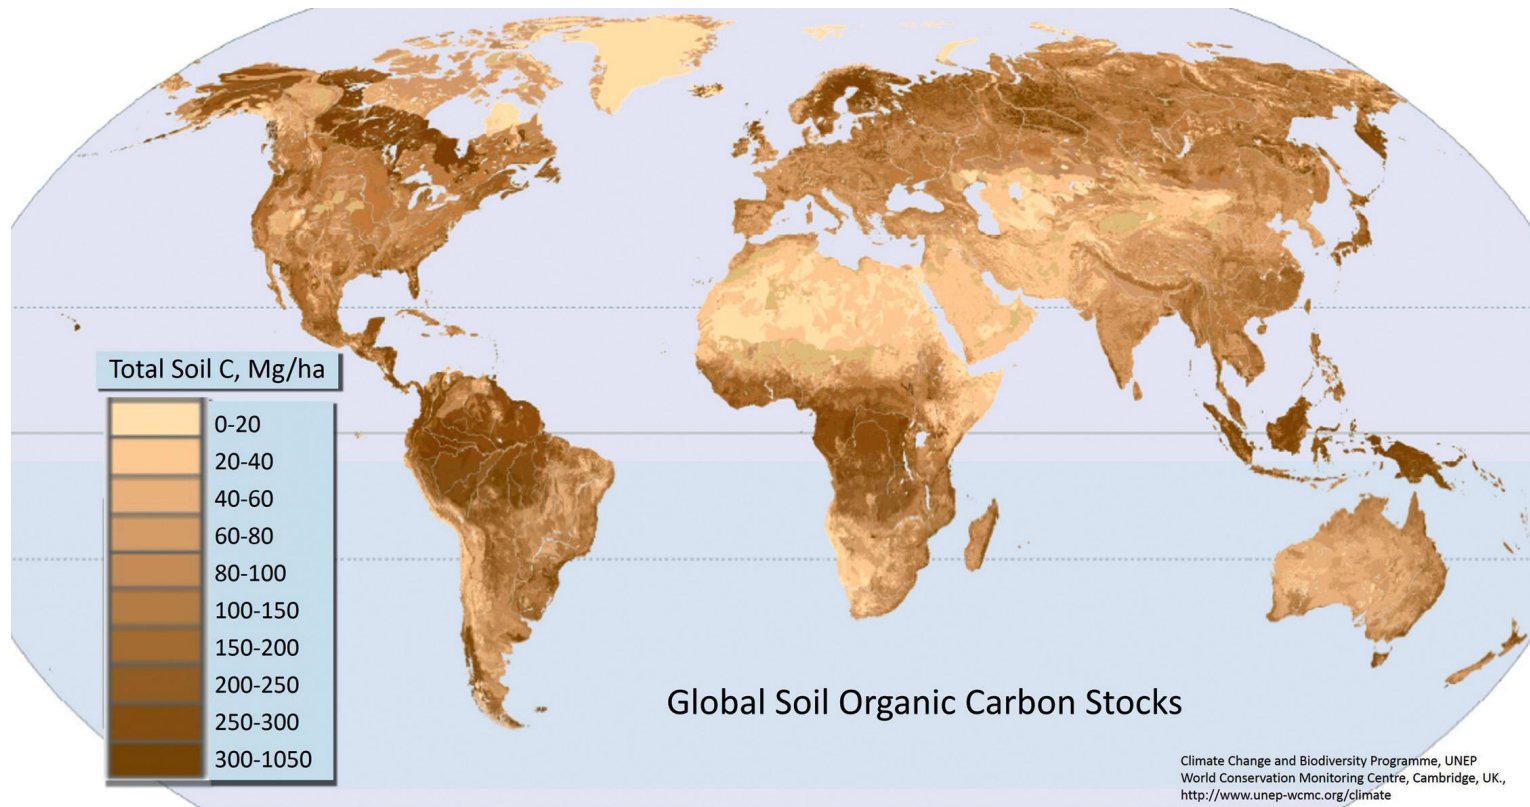 Total Soil C, Mg/ha
0-20
20-40
40-60
60-80
80-100
100-150
150-200
200-250
250-300
300-1050
Global Soil Organic Carbon Stocks
Climate Change and Biodiversity Programme, UNEP
World Conservation Monitoring Centre, Cambridge, UK.,
http://www.unep-wcmc.org/climate